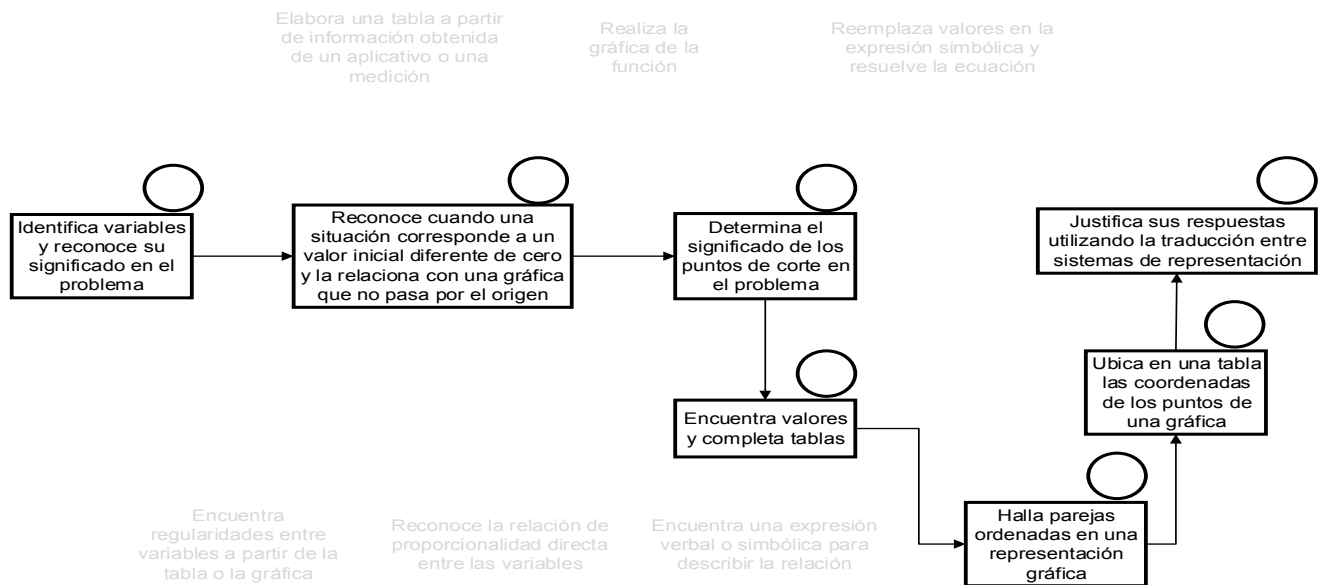 Elabora una tabla a partir
de información obtenida
de un aplicativo o una
medición
Realiza la
gráfica de la
función
Reemplaza valores en la
expresión simbólica y
resuelve la ecuación
Identifica variables
y reconoce su
significado en el
problema
Reconoce cuando una
situación corresponde a un
valor inicial diferente de cero
y la relaciona con una gráfica
que no pasa por el origen
Determina el
significado de los
puntos de corte en
el problema
Justifica sus respuestas
utilizando la traducción entre
sistemas de representación
Encuentra valores
y completa tablas
Ubica en una tabla
las coordenadas
de los puntos de
una gráfica
Halla parejas
ordenadas en una
representación
gráfica
Encuentra
regularidades entre
variables a partir de la
tabla o la gráfica
Reconoce la relación de
proporcionalidad directa
entre las variables
Encuentra una expresión
verbal o simbólica para
describir la relación